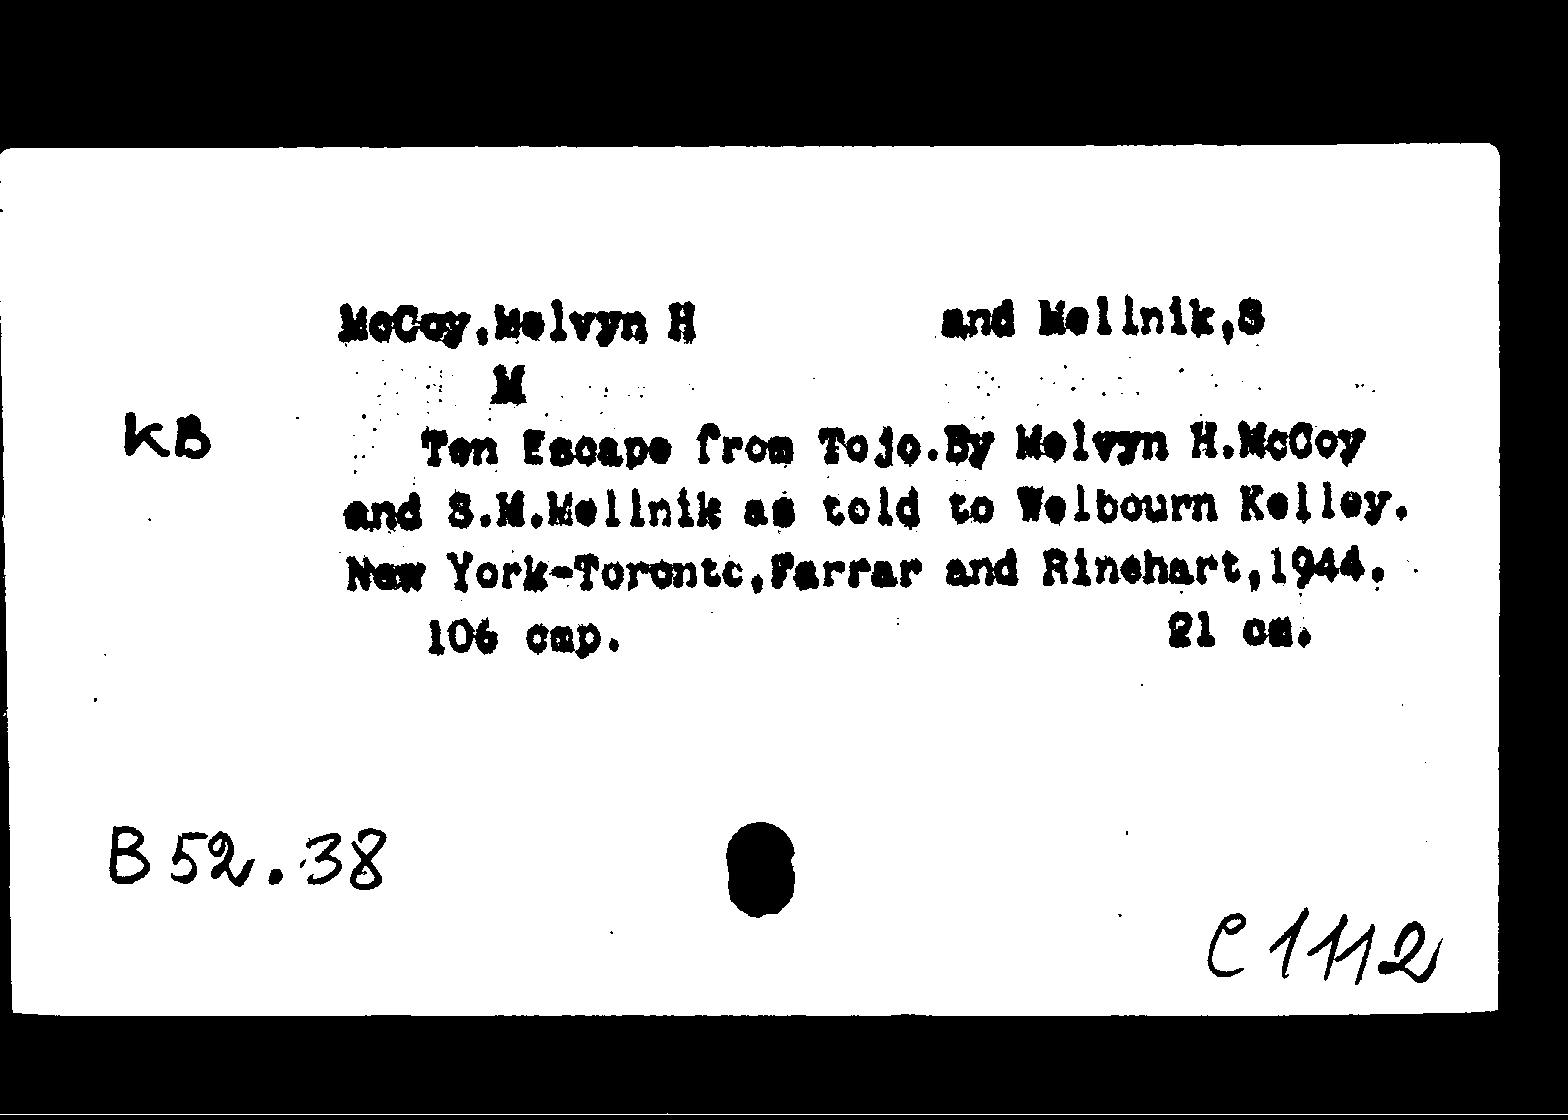 McCoy,Melvyn H and Mellnik,S
M
KB
Ten Escape from Tojo.By Melvyn H.McCoy
and S.M.Mellnik as told to Welbourn Kelley.
New York-Toronto,Farrar and Rinehart,1944.
106 cmp. 21 cm.
B 52.38
C 1112